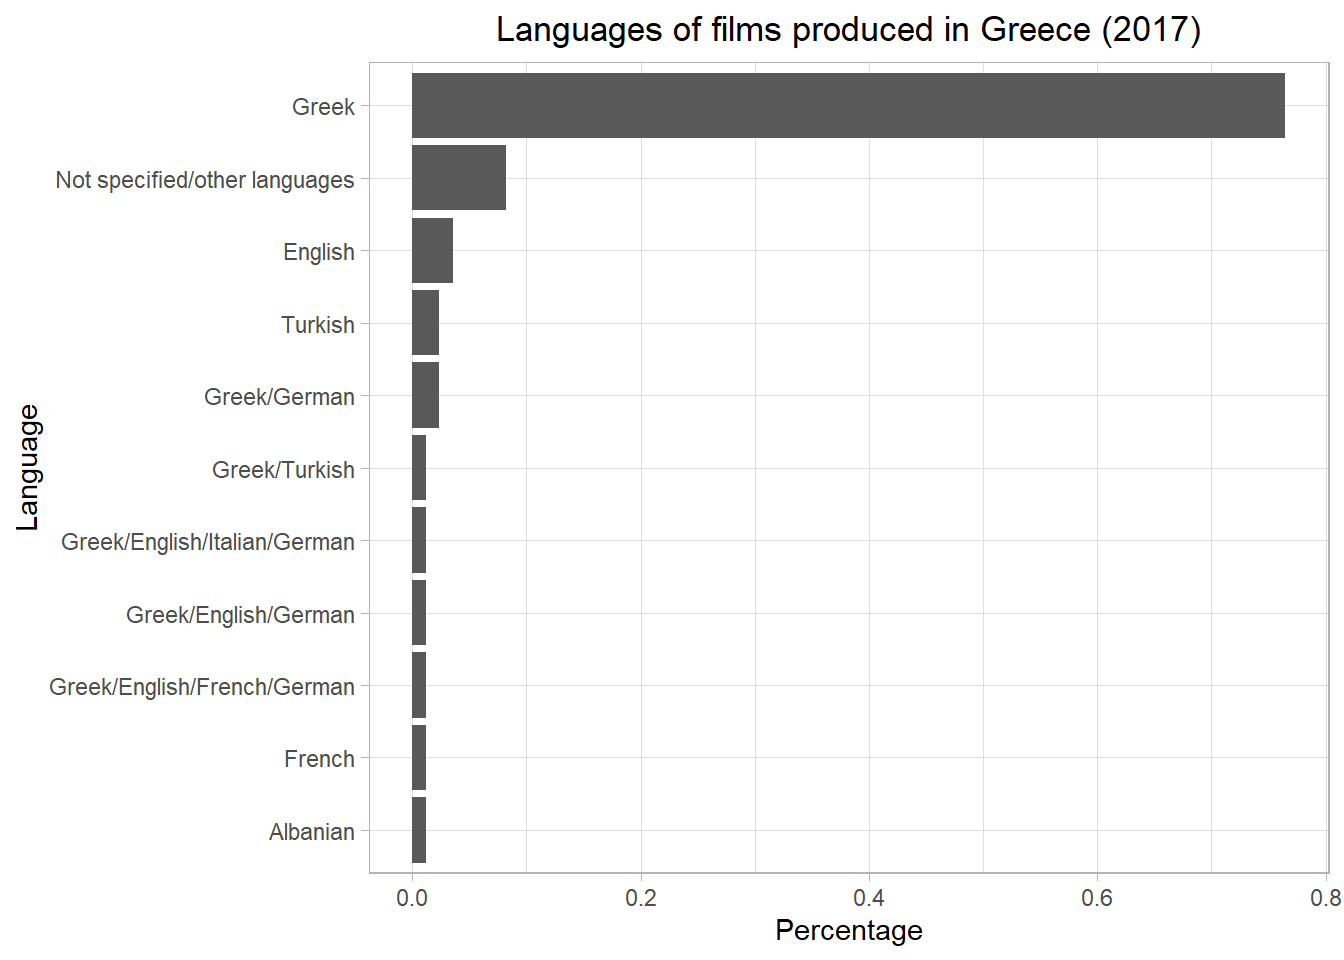 Languages of films produced in Greece (2017)
Language
Greek
Not specified/other languages
English
Turkish
Greek/German
Greek/Turkish
Greek/English/Italian/German
Greek/English/German
Greek/English/French/German
French
Albanian
0.0 0.2 0.4 0.6 0.8
Percentage